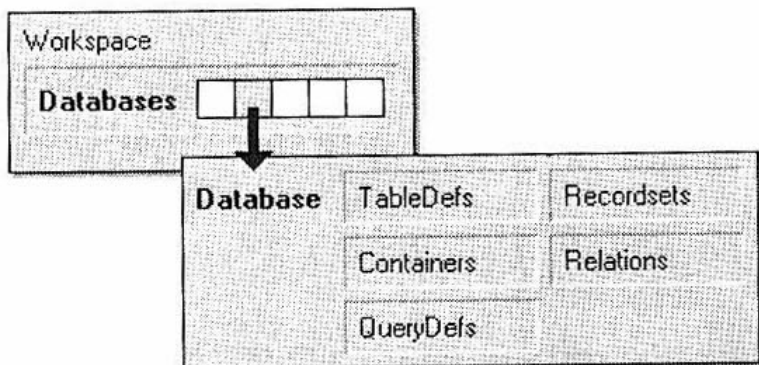 Workspace
Databases
Database TableDefs Recordsets
Containers Relations
QueryDefs